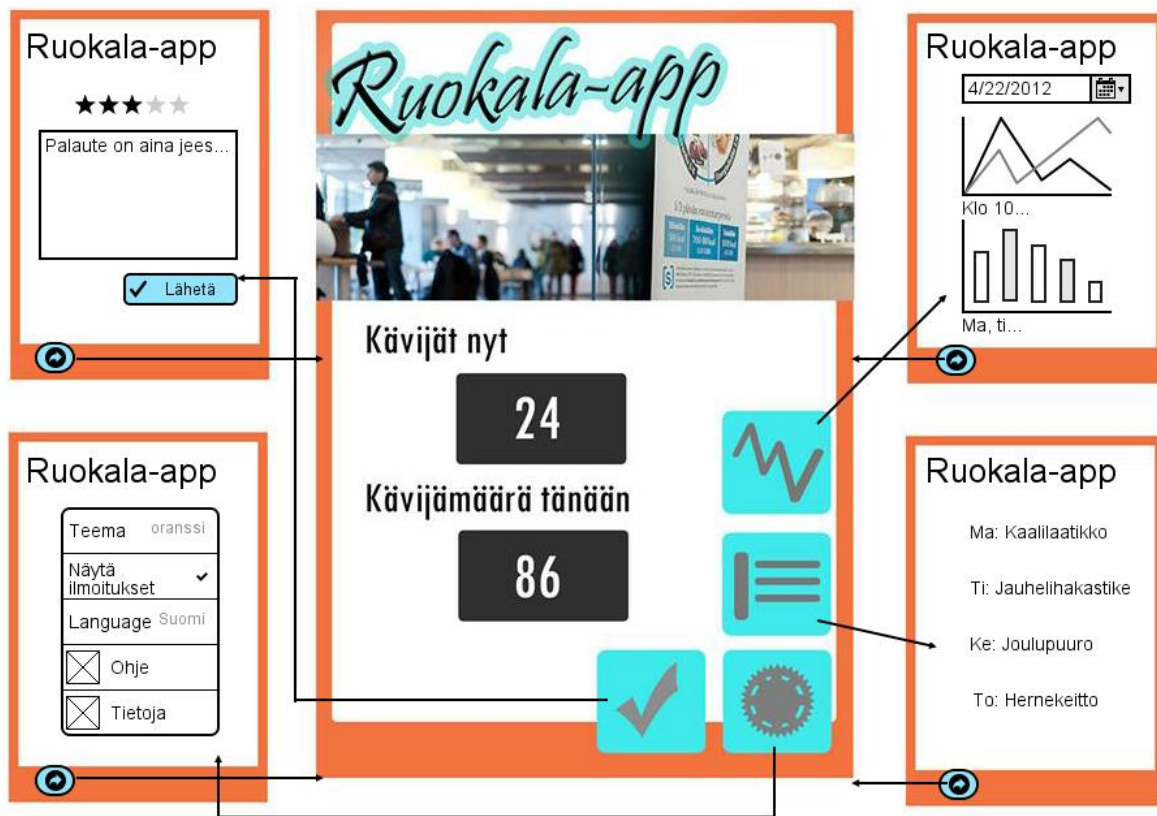 Ruokala-app
Palaute on aina jees...
Lähetä
Ruokala-app
Teema oranssi
Näytä
ilmoitukset
Language Suomi
Ohje
Tietoja
Ruokala-app
Kävijät nyt
24
Kävijämäärä tänään
86
Ruokala-app
4/22/2012
Klo 10...
Ma, ti...
Ruokala-app
Ma: Kaalilaatikko
Ti: Jauhelihakastike
Ke: Joulupuuro
To: Hernekeitto